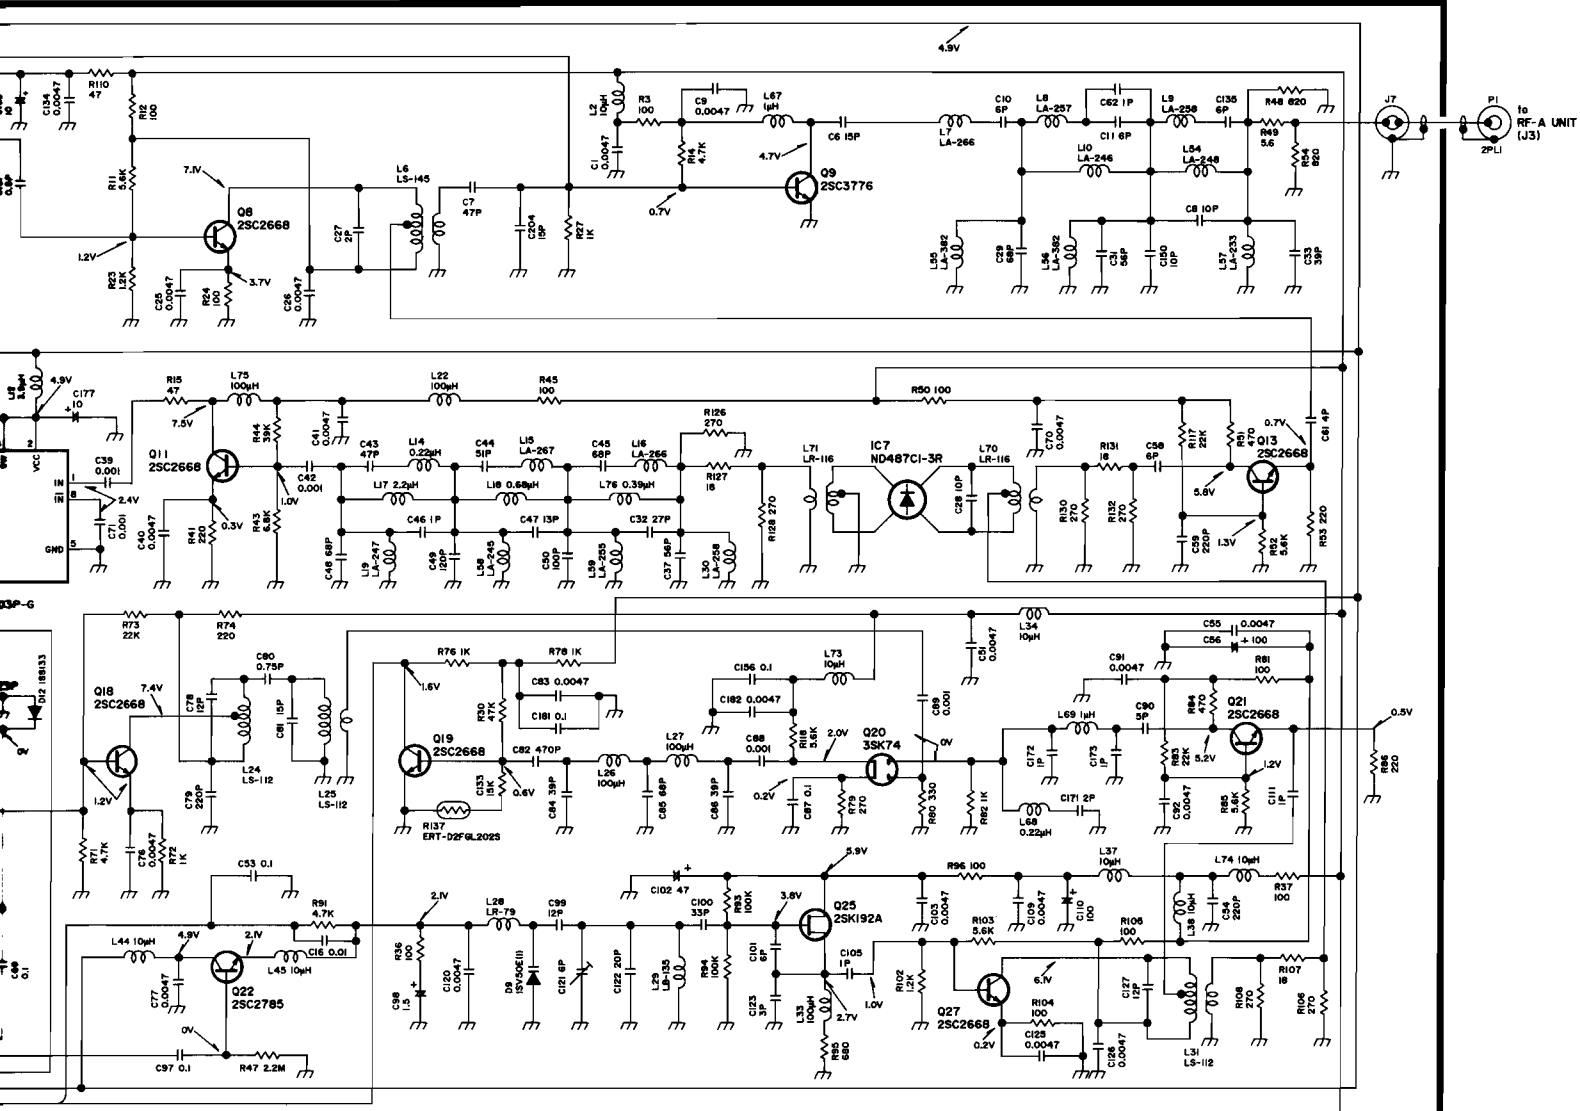 4.9V
C134 0.0047
R110
47
R12 100
R11 5.6K
7.1V
Q8
2SC2668
1.2V
R23 1.2K
C25 0.0047
R24 100
3.7V
C26 0.0047
C27 2P
L6
LS-145
C7
47P
C204 15P
R27 1K
L2 10μH
R3
100
C1 0.0047
C9
0.0047
R14 4.7K
0.7V
L67
1μH
4.7V
C6 15P
Q9
2SC3776
L7
LA-266
C10
6P
L8
LA-257
C62 1P
C11 6P
L9
LA-258
C135
6P
R48 820
R49
5.6
R54 820
L10
LA-246
L54
LA-248
C8 10P
L55 LA-382
C29 68P
L56 LA-382
C31 56P
C150 10P
L57 LA-233
C33 39P
J7
P1
2PL1
to
RF-A UNIT
(J3)
4.9V
C177
10
VCC
2
IN
1
IN
8
GND
5
C39
0.001
2.4V
C71 0.001
R15
47
7.5V
L75
100μH
Q11
2SC2668
R44 39K
C40 0.0047
R41 220
0.3V
R43 6.8K
1.0V
C42
0.001
C41 0.0047
L22
100μH
R45
100
C43
47P
L14
0.22μH
C44
51P
L15
LA-267
C45
68P
L16
LA-266
L17 2.2μH
L18 0.68μH
L76 0.39μH
C46 1P
C47 13P
C32 27P
C48 68P
L19 LA-247
C49 120P
L58 LA-245
C50 100P
L59 LA-255
C37 56P
L30 LA-258
R126
270
R127
18
R128 270
L71
LR-116
IC7
ND487C1-3R
C28 10P
L70
LR-116
R50 100
C70 0.0047
R131
18
C58
6P
R130 270
R132 270
R117 22K
R51 470
0.7V
Q13
2SC2668
C61 4P
5.8V
1.3V
C59 220P
R52 5.6K
R53 220
03P-G
D12 1SS133
0V
R73
22K
R74
220
Q18
2SC2668
7.4V
1.2V
R71 4.7K
C76 0.0047
R72 1K
C78 12P
C79 220P
L24
LS-112
C80
0.75P
C81 15P
L25
LS-112
R76 1K
1.6V
Q19
2SC2668
R137
ERT-D2FGL202S
R30 47K
C133 15K
0.6V
R78 1K
C83 0.0047
C181 0.1
C82 470P
C84 39P
L26
100μH
C85 68P
L27
100μH
C86 39P
C88
0.001
C156 0.1
C182 0.0047
L73
10μH
R118 5.6K
2.0V
Q20
3SK74
0.2V
C87 0.1
R79 270
C89 0.001
0V
R80 330
R82 1K
C51 0.0047
L34
10μH
C172 1P
L69 1μH
C173 1P
C90
5P
C91
0.0047
L68
0.22μH
C171 2P
C55 0.0047
C56 100
R81
100
R84 470
Q21
2SC2668
R83 22K
5.2V
1.2V
C92 0.0047
R85 5.6K
C111 1P
0.5V
R86 220
C53 0.1
R91
4.7K
C16 0.01
L44 10μH
4.9V
2.1V
C77 0.0047
Q22
2SC2785
L45 10μH
0V
C97 0.1
R47 2.2M
2.1V
R36 100
C98 1.5
C120 0.0047
L28
LR-79
C99
12P
D9 1SV50E(1)
C121 6P
C122 20P
L29 LB-135
C100
33P
C102 47
R93 100K
R94 100K
3.8V
C101 6P
C123 3P
5.9V
Q25
2SK192A
C105
1P
1.0V
2.7V
L33 100μH
R95 680
C103 0.0047
R96 100
C109 0.0047
C110 100
L37
10μH
R103
5.6K
R102 1.2K
R105
100
6.1V
Q27
2SC2668
0.2V
R104
100
C125
0.0047
C126 0.0047
C127 12P
L38 10μH
C54 220P
L74 10μH
R37
100
L31
LS-112
R107
18
R108 270
R106 270